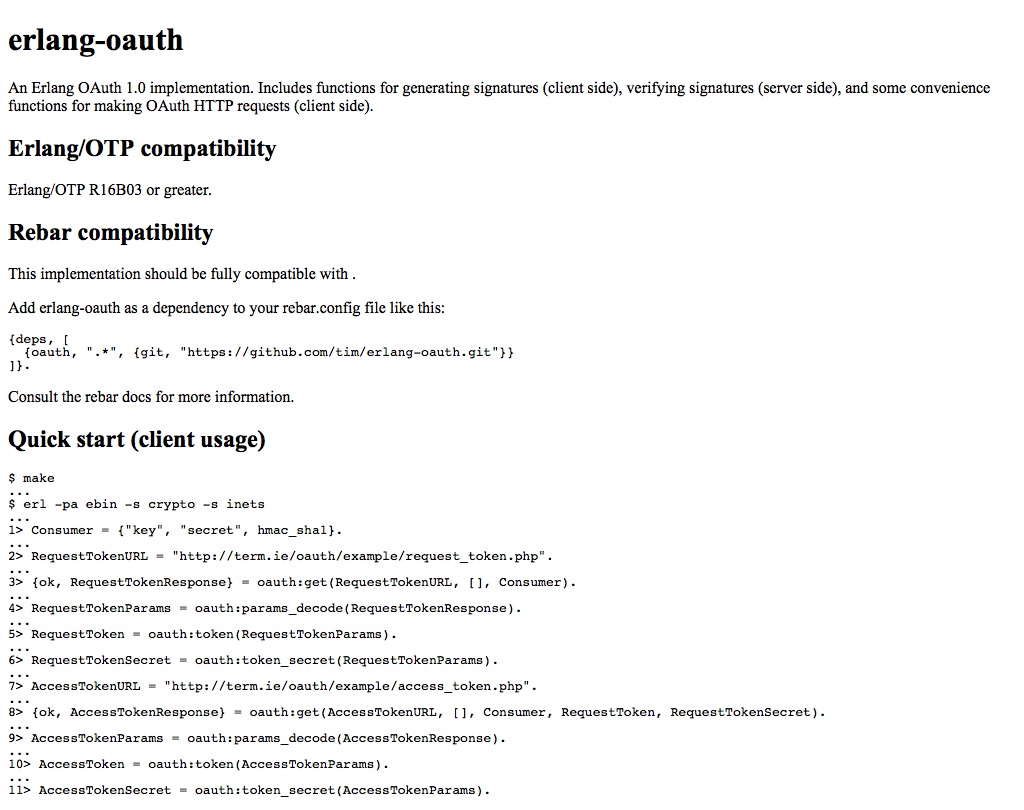 erlang-oauth
An Erlang OAuth 1.0 implementation. Includes functions for generating signatures (client side), verifying signatures (server side), and some convenience
functions for making OAuth HTTP requests (client side).
Erlang/OTP compatibility
Erlang/OTP R16B03 or greater.
Rebar compatibility
This implementation should be fully compatible with .
Add erlang-oauth as a dependency to your rebar.config file like this:
{deps, [
  {oauth, ".*", {git, "https://github.com/tim/erlang-oauth.git"}}
]}.
Consult the rebar docs for more information.
Quick start (client usage)
$ make
...
$ erl -pa ebin -s crypto -s inets
...
1> Consumer = {"key", "secret", hmac_sha1}.
...
2> RequestTokenURL = "http://term.ie/oauth/example/request_token.php".
...
3> {ok, RequestTokenResponse} = oauth:get(RequestTokenURL, [], Consumer).
...
4> RequestTokenParams = oauth:params_decode(RequestTokenResponse).
...
5> RequestToken = oauth:token(RequestTokenParams).
...
6> RequestTokenSecret = oauth:token_secret(RequestTokenParams).
...
7> AccessTokenURL = "http://term.ie/oauth/example/access_token.php".
...
8> {ok, AccessTokenResponse} = oauth:get(AccessTokenURL, [], Consumer, RequestToken, RequestTokenSecret).
...
9> AccessTokenParams = oauth:params_decode(AccessTokenResponse).
...
10> AccessToken = oauth:token(AccessTokenParams).
...
11> AccessTokenSecret = oauth:token_secret(AccessTokenParams).